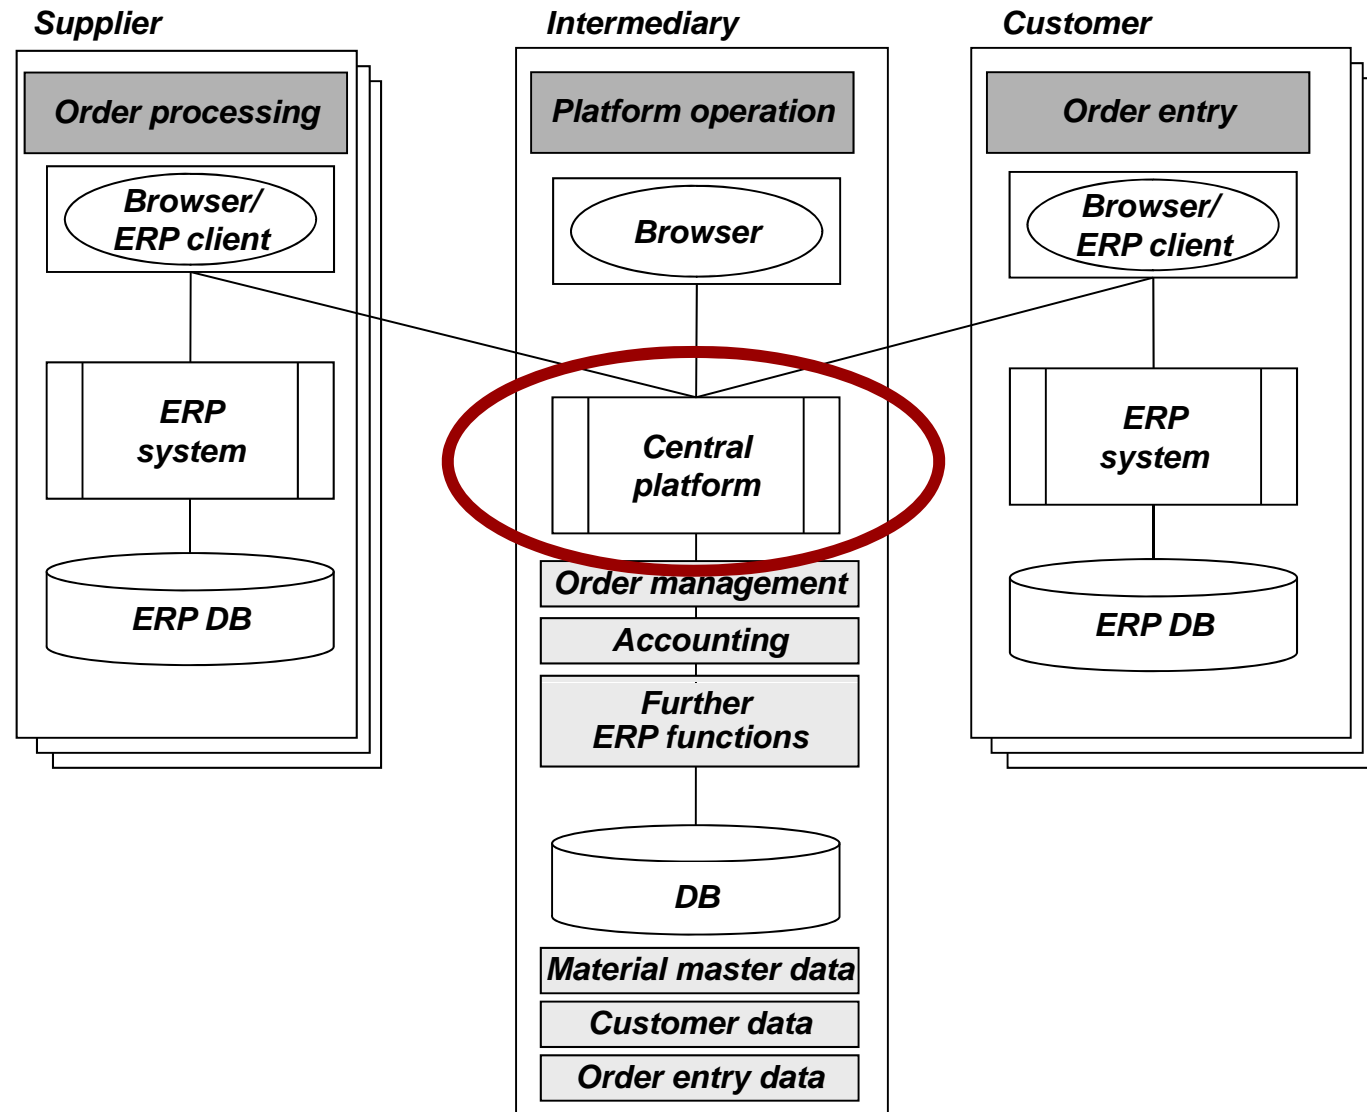 Supplier
Order processing
Browser/
ERP client
ERP
system
ERP DB
Intermediary
Platform operation
Browser
Central
platform
Order management
Accounting
Further
ERP functions
DB
Material master data
Customer data
Order entry data
Customer
Order entry
Browser/
ERP client
ERP
system
ERP DB